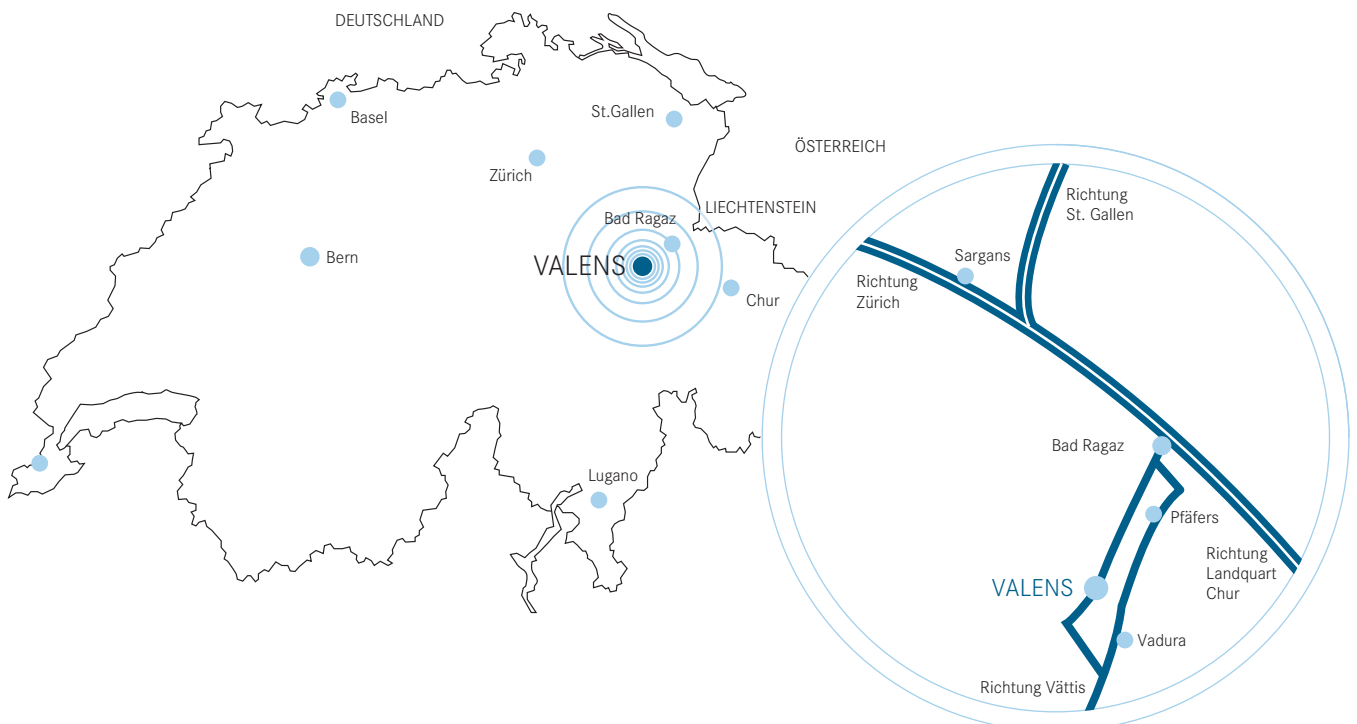 DEUTSCHLAND
Basel
St.Gallen
Zürich
ÖSTERREICH
LIECHTENSTEIN
Bad Ragaz
VALENS
Bern
Chur
Lugano
Richtung
St. Gallen
Sargans
Richtung
Zürich
Bad Ragaz
Pfäfers
Richtung
Landquart
Chur
VALENS
Vadura
Richtung Vättis